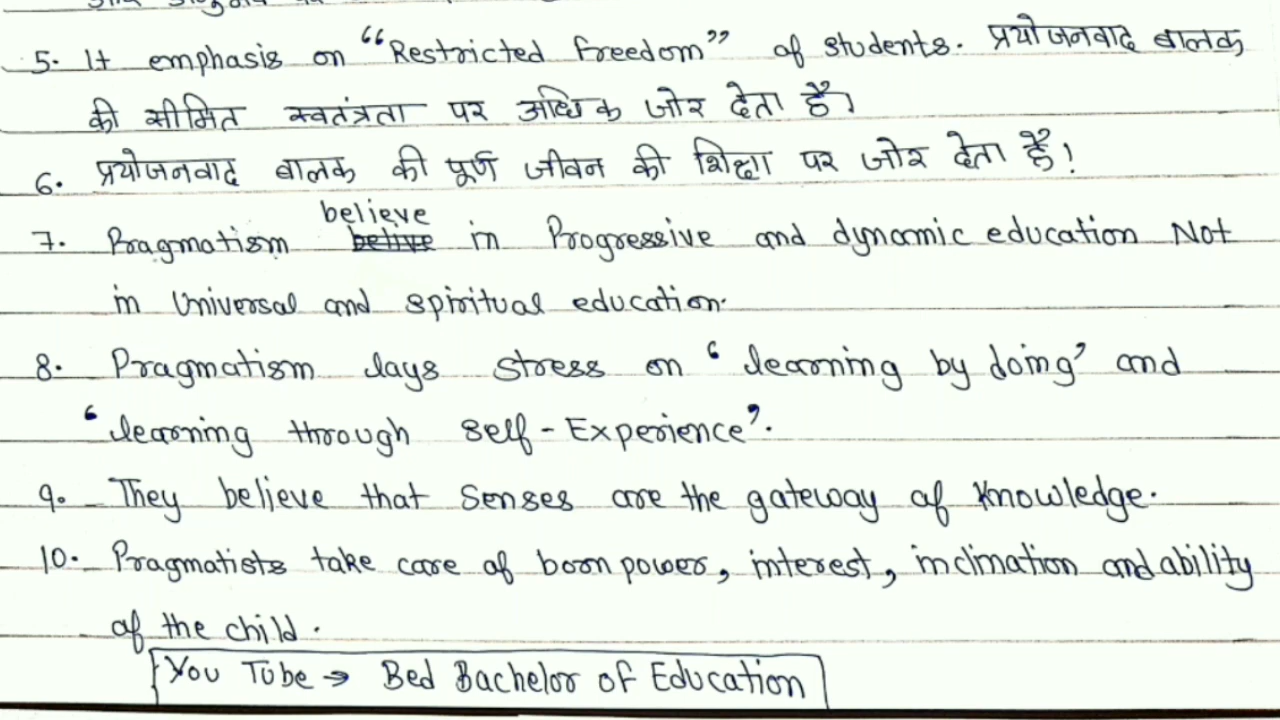 5. It emphasis on “Restricted freedom” of students. प्रयोजनवाद बालक
की सीमित स्वतंत्रता पर अधिक जोर देता है।
6. प्रयोजनवाद बालक की पूर्ण जीवन की शिक्षा पर जोर देता है!
believe
7. Pragmatism in Progressive and dynamic education Not
in Universal and spiritual education.
8. Pragmatism lays stress on ‘learning by doing’ and
‘learning through self-Experience’.
9. They believe that senses are the gateway of knowledge.
10. Pragmatists take care of born power, interest, inclination and ability
of the child.
You Tube → Bed Bachelor of Education